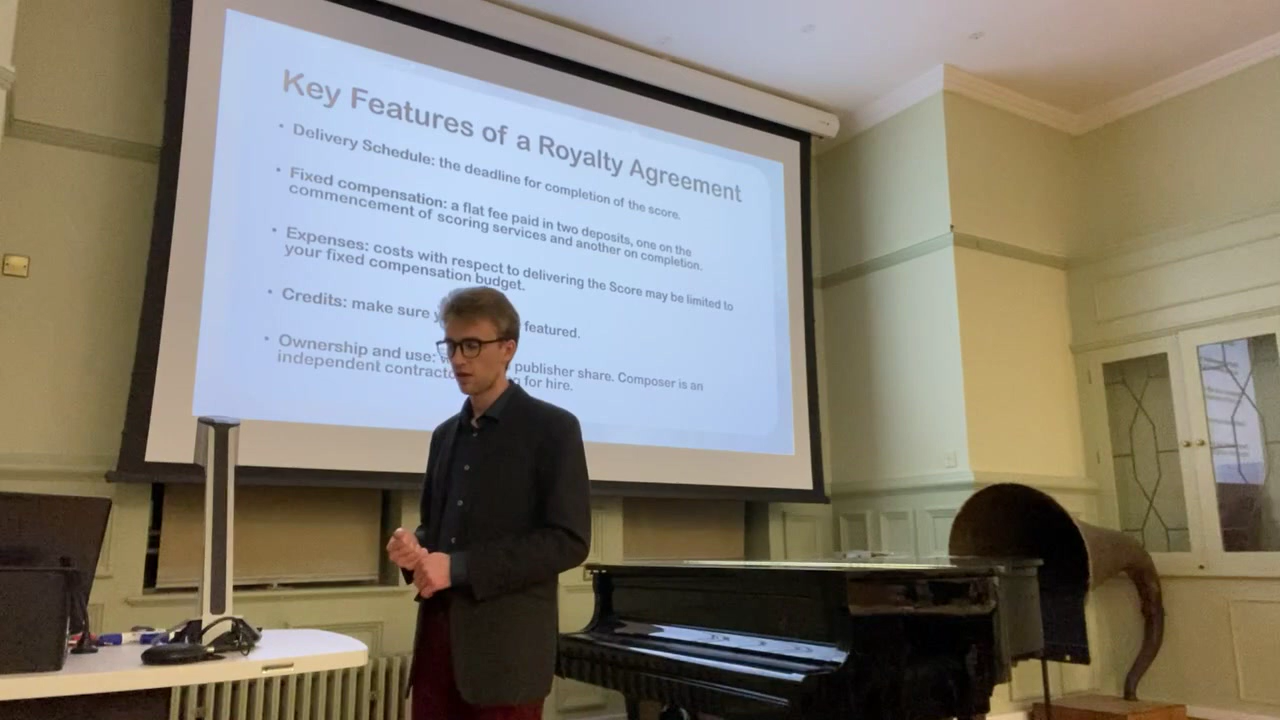 Key Features of a Royalty Agreement
• Delivery Schedule: the deadline for completion of the score.
• Fixed compensation: a flat fee paid in two deposits, one on the
commencement of scoring services and another on completion.
• Expenses: costs with respect to delivering the Score may be limited to
your fixed compensation budget.
• Credits: make sure featured.
• Ownership and use: publisher share. Composer is an
independent for hire.